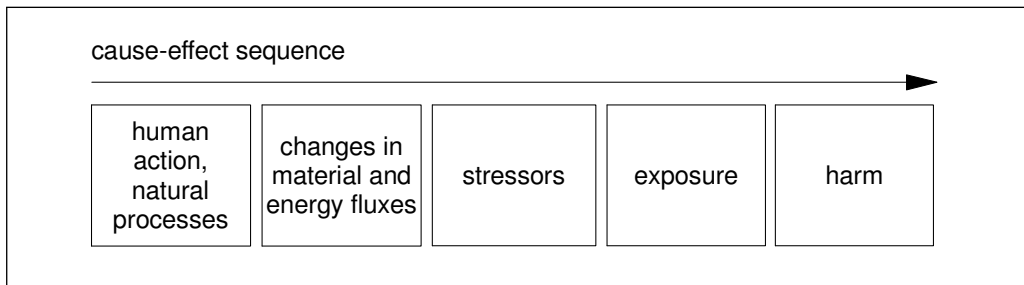 cause-effect sequence
human
action,
natural
processes
changes in
material and
energy fluxes
stressors
exposure
harm